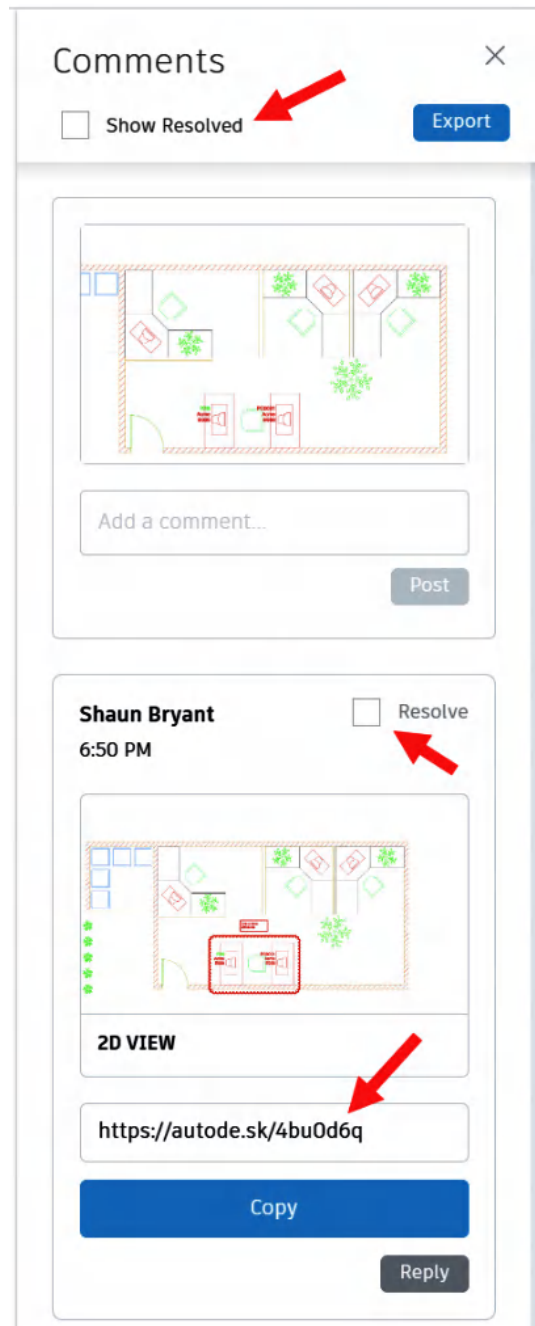 Comments
Show Resolved
Export
Add a comment...
Post
Shaun Bryant
Resolve
6:50 PM
2D VIEW
https://autode.sk/4bu0d6q
Copy
Reply